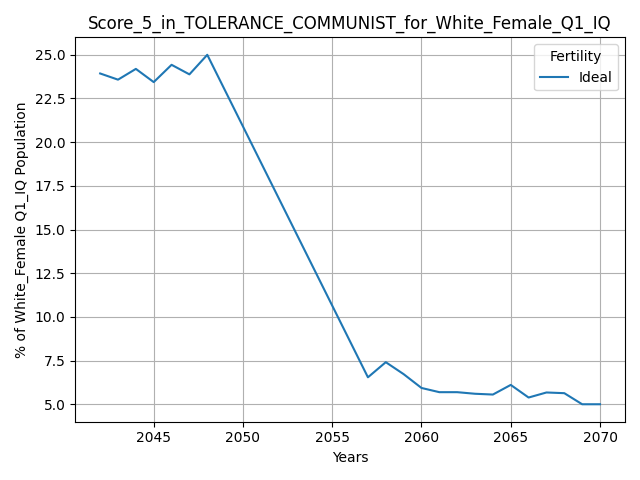 Score_5_in_TOLERANCE_COMMUNIST_for_White_Female_Q1_IQ
Fertility
Ideal
% of White_Female Q1_IQ Population
25.0
22.5
20.0
17.5
15.0
12.5
10.0
7.5
5.0
2045 2050 2055 2060 2065 2070
Years